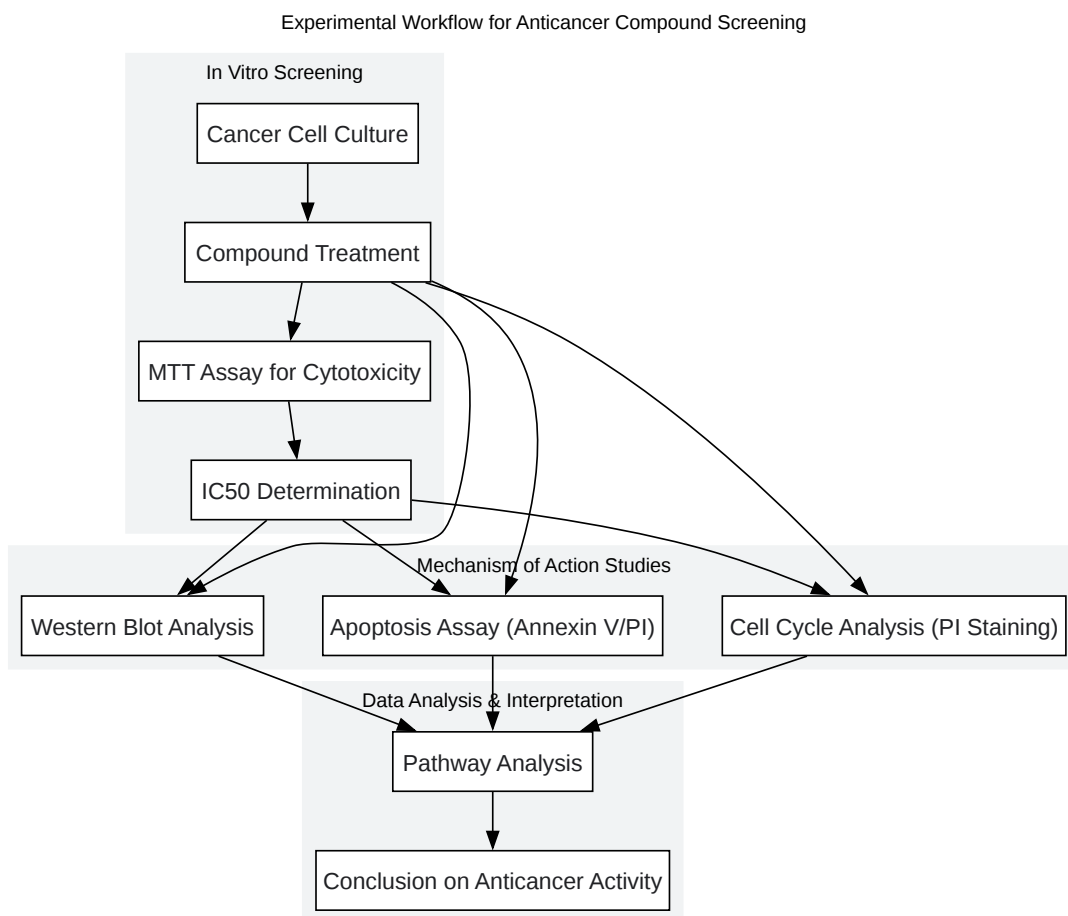 Experimental Workflow for Anticancer Compound Screening
In Vitro Screening
Cancer Cell Culture
Compound Treatment
MTT Assay for Cytotoxicity
IC50 Determination
Mechanism of Action Studies
Western Blot Analysis
Apoptosis Assay (Annexin V/PI)
Cell Cycle Analysis (PI Staining)
Data Analysis & Interpretation
Pathway Analysis
Conclusion on Anticancer Activity